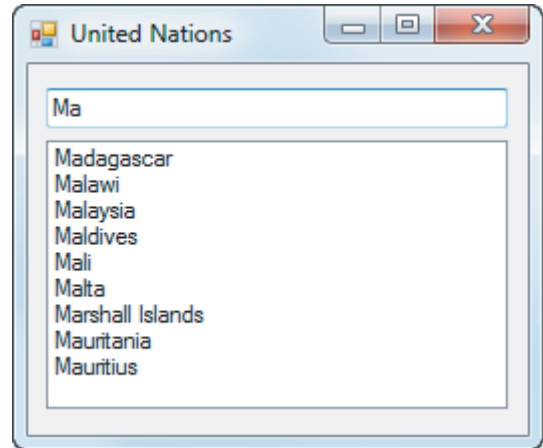 United Nations
Ma
Madagascar
Malawi
Malaysia
Maldives
Mali
Malta
Marshall Islands
Mauritania
Mauritius